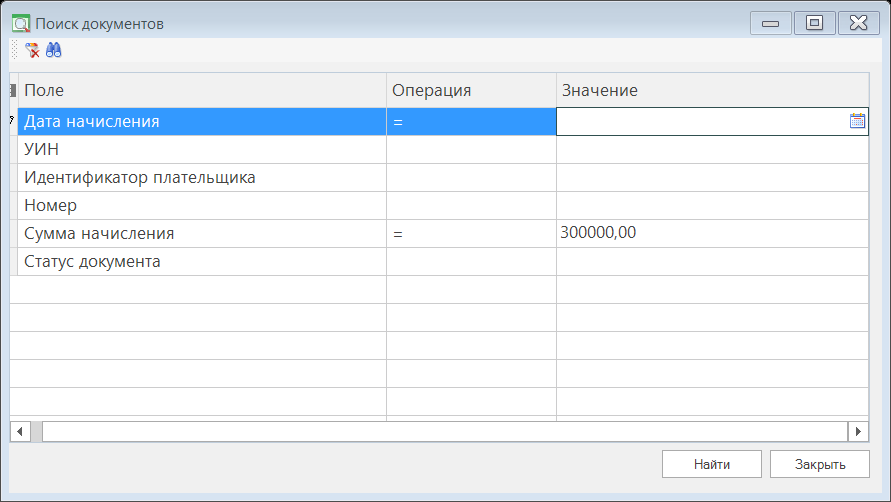 Поиск документов
Поле Операция Значение
Дата начисления =
УИН
Идентификатор плательщика
Номер
Сумма начисления = 300000,00
Статус документа
Найти Закрыть